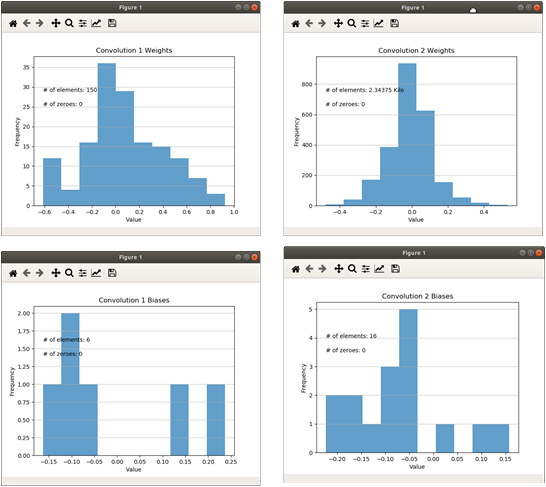 Figure 1
Convolution 1 Weights
# of elements: 150
# of zeroes: 0
Frequency
35
30
25
20
15
10
5
0
−0.6 −0.4 −0.2 0.0 0.2 0.4 0.6 0.8 1.0
Value
Figure 1
Convolution 2 Weights
# of elements: 2.34375 Kilo
# of zeroes: 0
Frequency
800
600
400
200
0
−0.4 −0.2 0.0 0.2 0.4
Value
Figure 1
Convolution 1 Biases
# of elements: 6
# of zeroes: 0
Frequency
2.00
1.75
1.50
1.25
1.00
0.75
0.50
0.25
0.00
−0.15 −0.10 −0.05 0.00 0.05 0.10 0.15 0.20 0.25
Value
Figure 1
Convolution 2 Biases
# of elements: 16
# of zeroes: 0
Frequency
5
4
3
2
1
0
−0.20 −0.15 −0.10 −0.05 0.00 0.05 0.10 0.15
Value